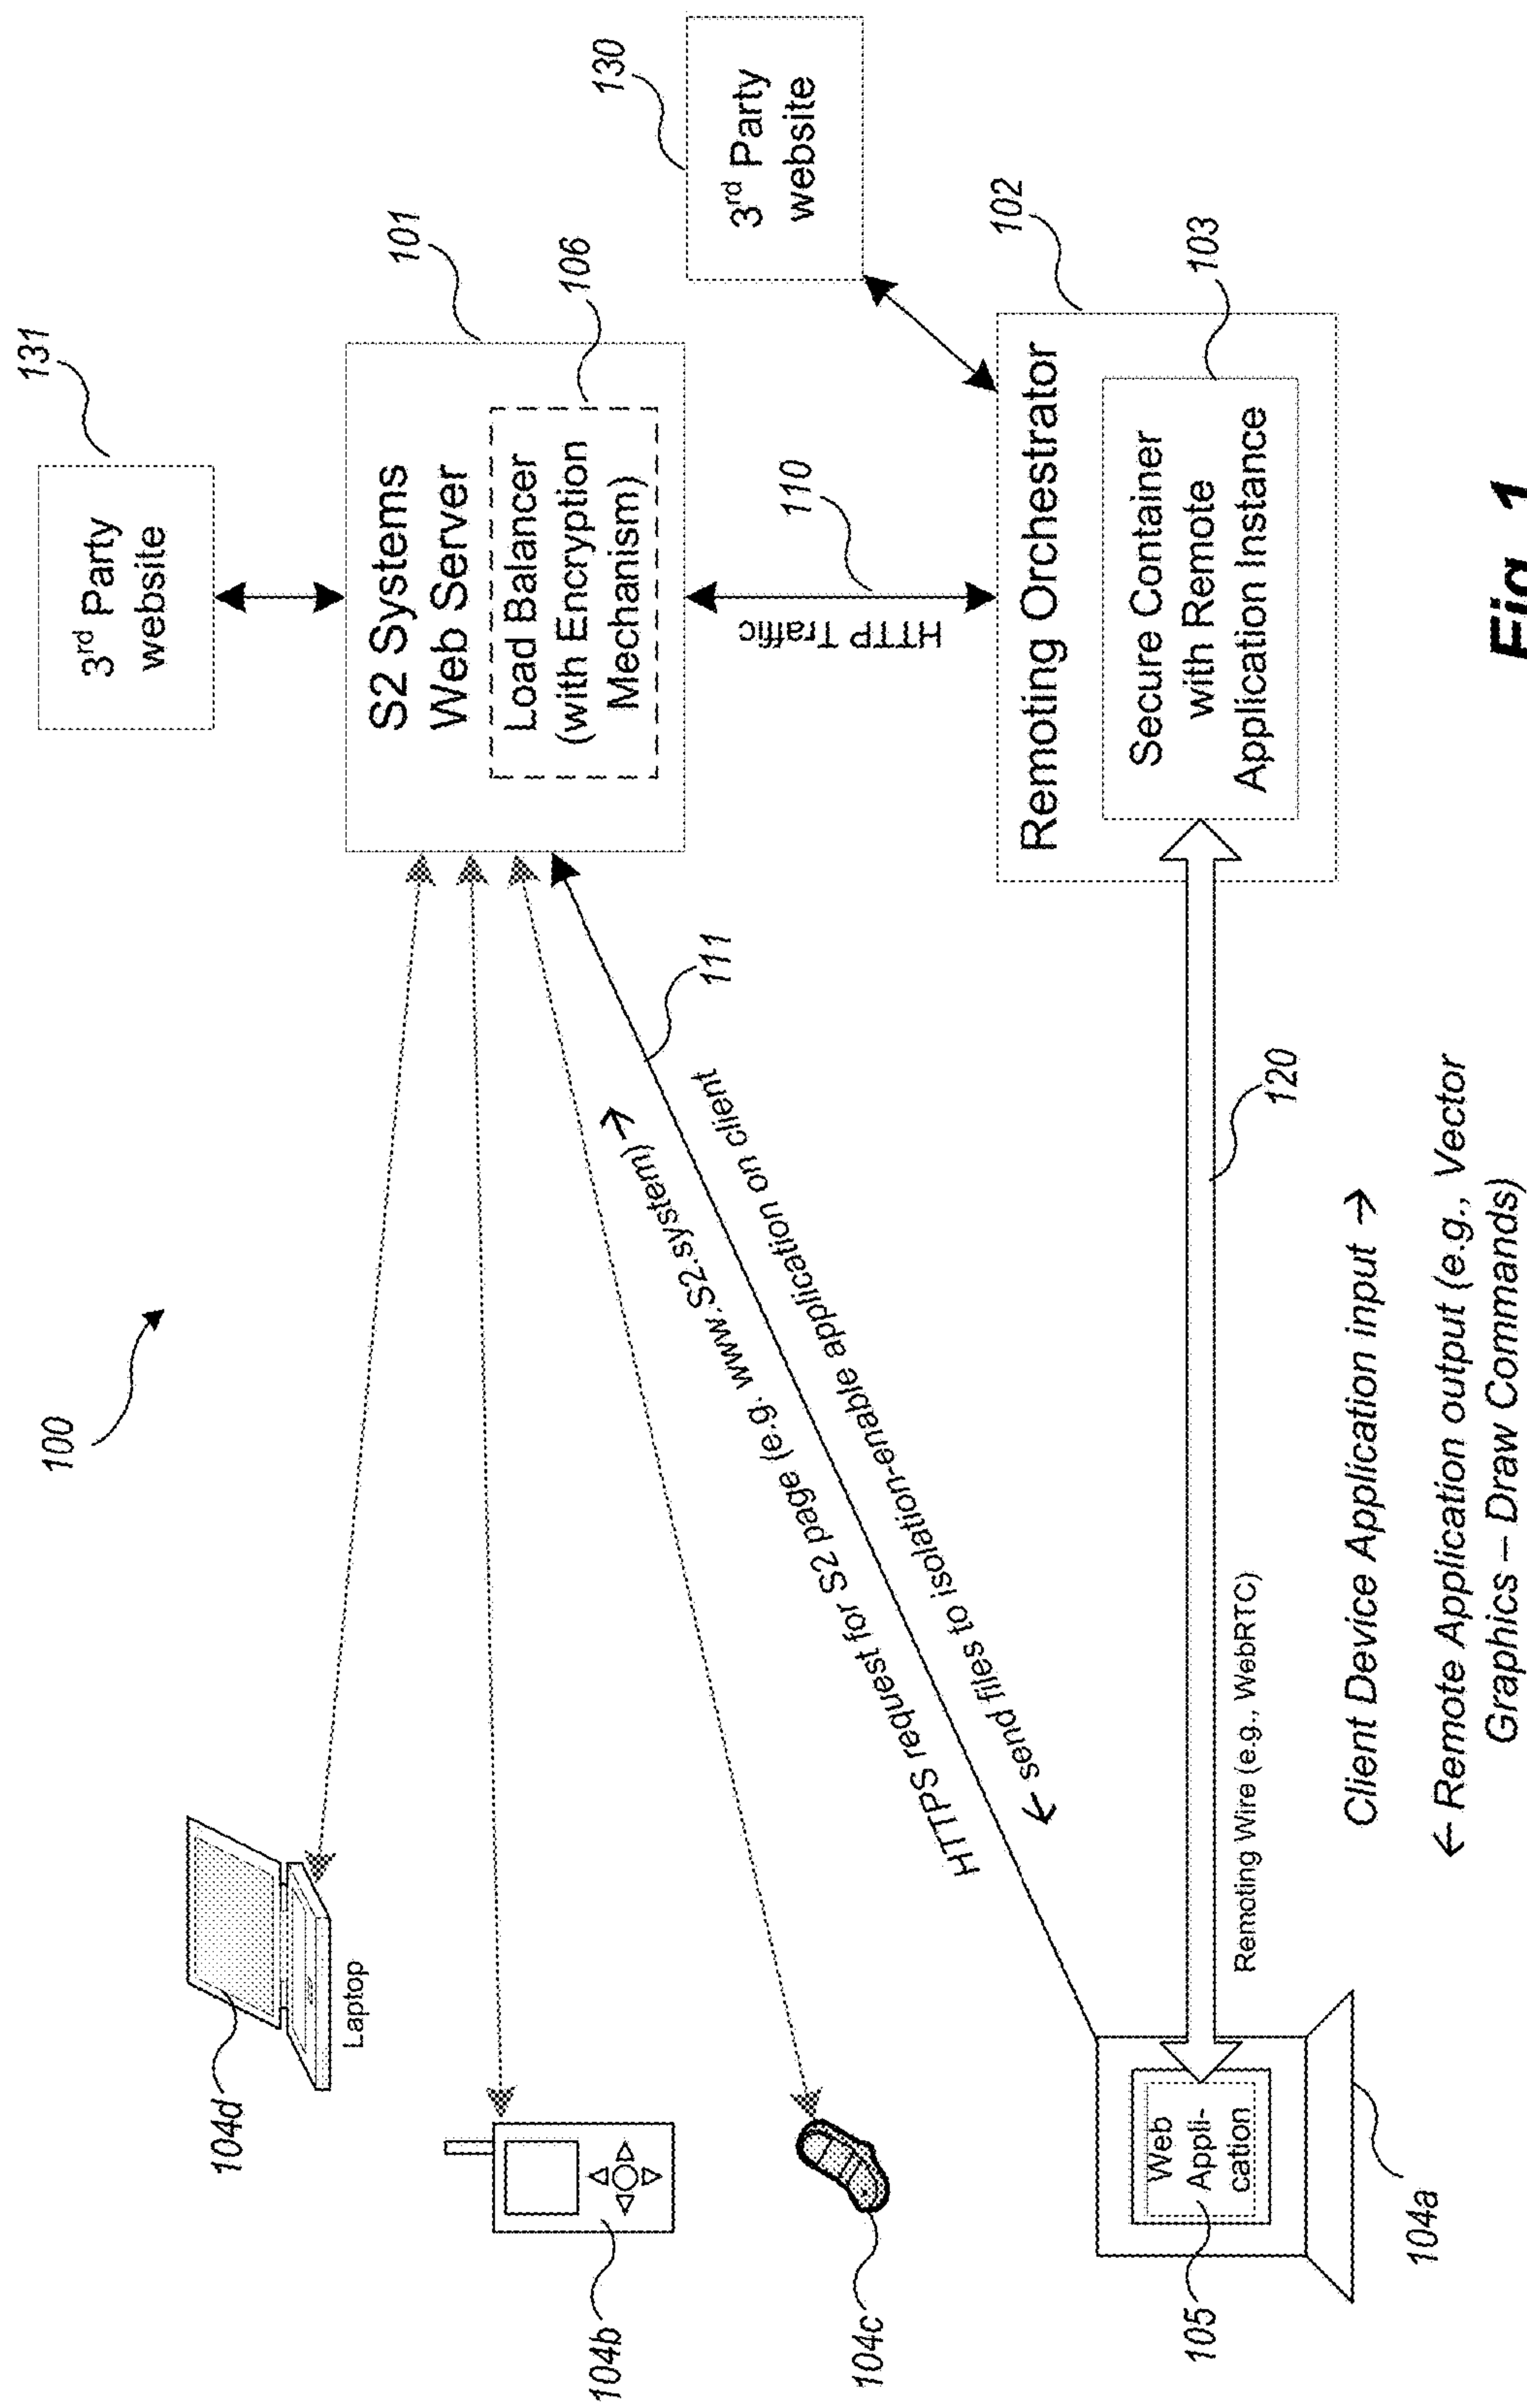 100
131
3rd Party
website
101
S2 Systems
Web Server
106
Load Balancer
(with Encryption
Mechanism)
130
3rd Party
website
110
HTTP Traffic
102
Remoting Orchestrator
103
Secure Container
with Remote
Application Instance
104d
Laptop
104b
104c
111
HTTPS request for S2 page (e.g. www.S2.system) →
← send files to isolation-enable application on client
120
Remoting Wire (e.g., WebRTC)
105
Web
Appli-
cation
104a
Client Device Application input →
← Remote Application output (e.g., Vector
Graphics – Draw Commands)
Fig. 1